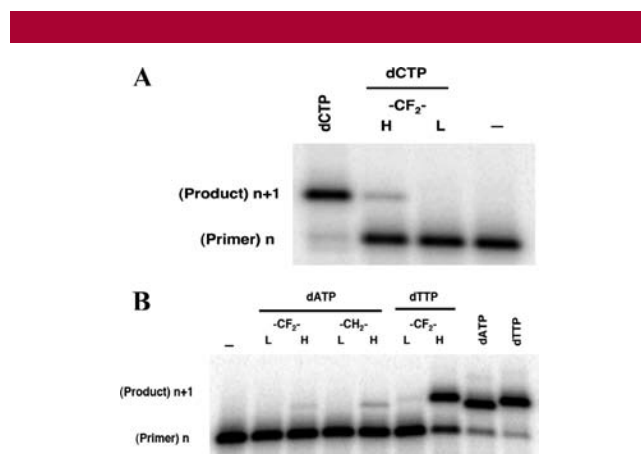 A
dCTP
dCTP
-CF₂-
H L –
(Product) n+1
(Primer) n
B
dATP dTTP
-CF₂- -CH₂- -CF₂- dATP dTTP
– L H L H L H
(Product) n+1
(Primer) n